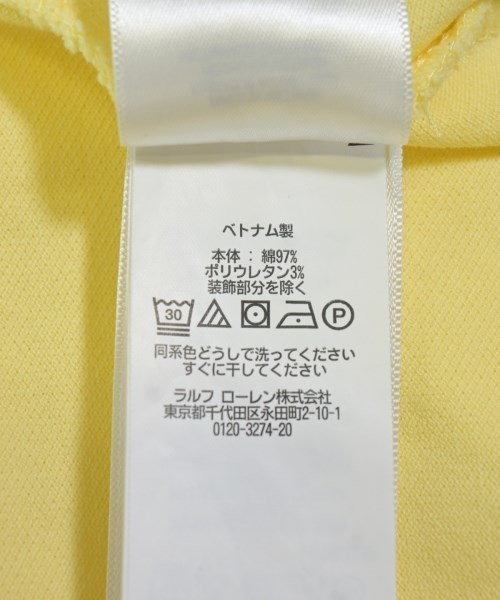 ベトナム製
本体 : 綿97%
ポリウレタン3%
装飾部分を除く
30 P
同系色どうしで洗ってください
すぐに干してください
ラルフ ローレン株式会社
東京都千代田区永田町2-10-1
0120-3274-20